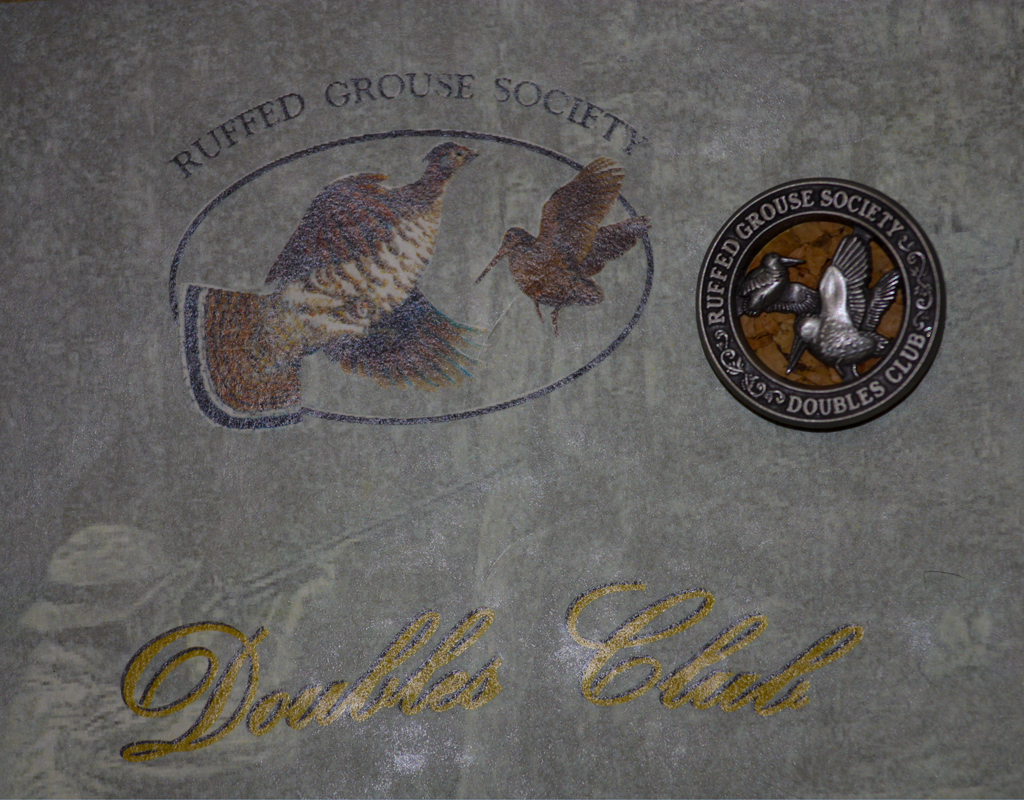 RUFFED GROUSE SOCIETY
RUFFED GROUSE SOCIETY
DOUBLES CLUB
Doubles Club